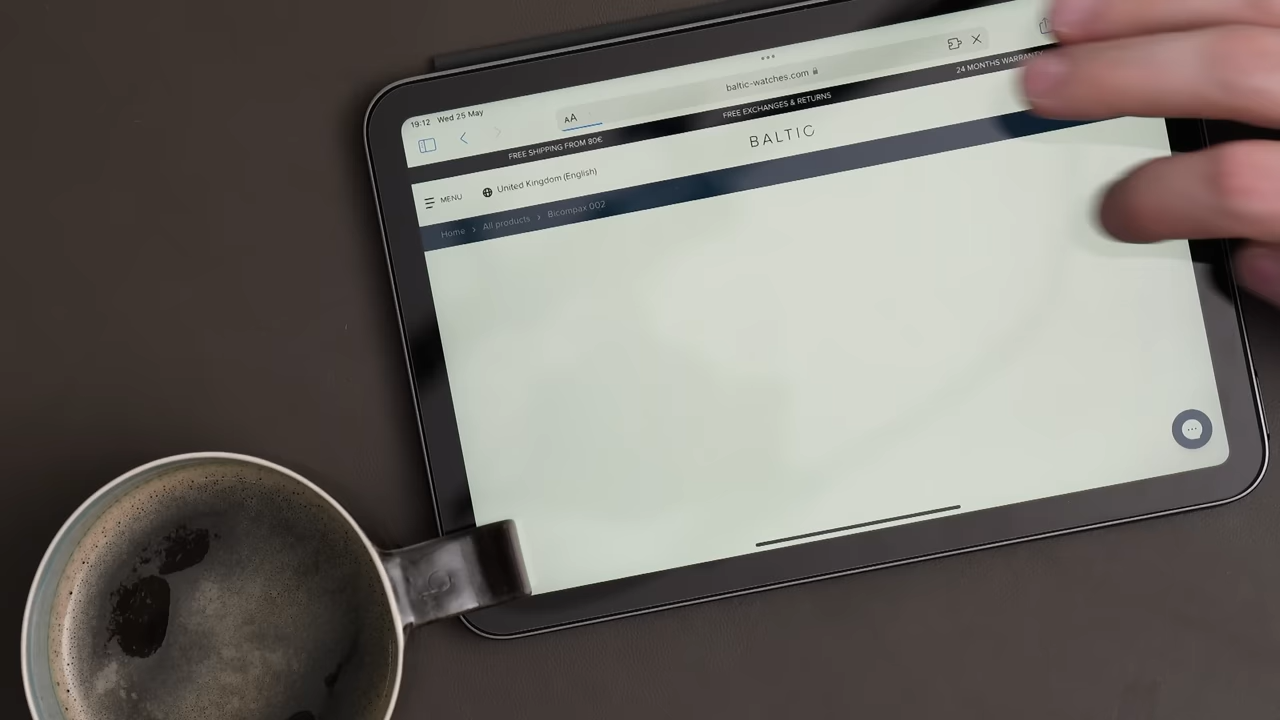 19:12 Wed 25 May
AA
baltic-watches.com
FREE SHIPPING FROM 80€
FREE EXCHANGES & RETURNS
24 MONTHS WARRANTY
MENU
United Kingdom (English)
BALTIC
Home > All products > Bicompax 002